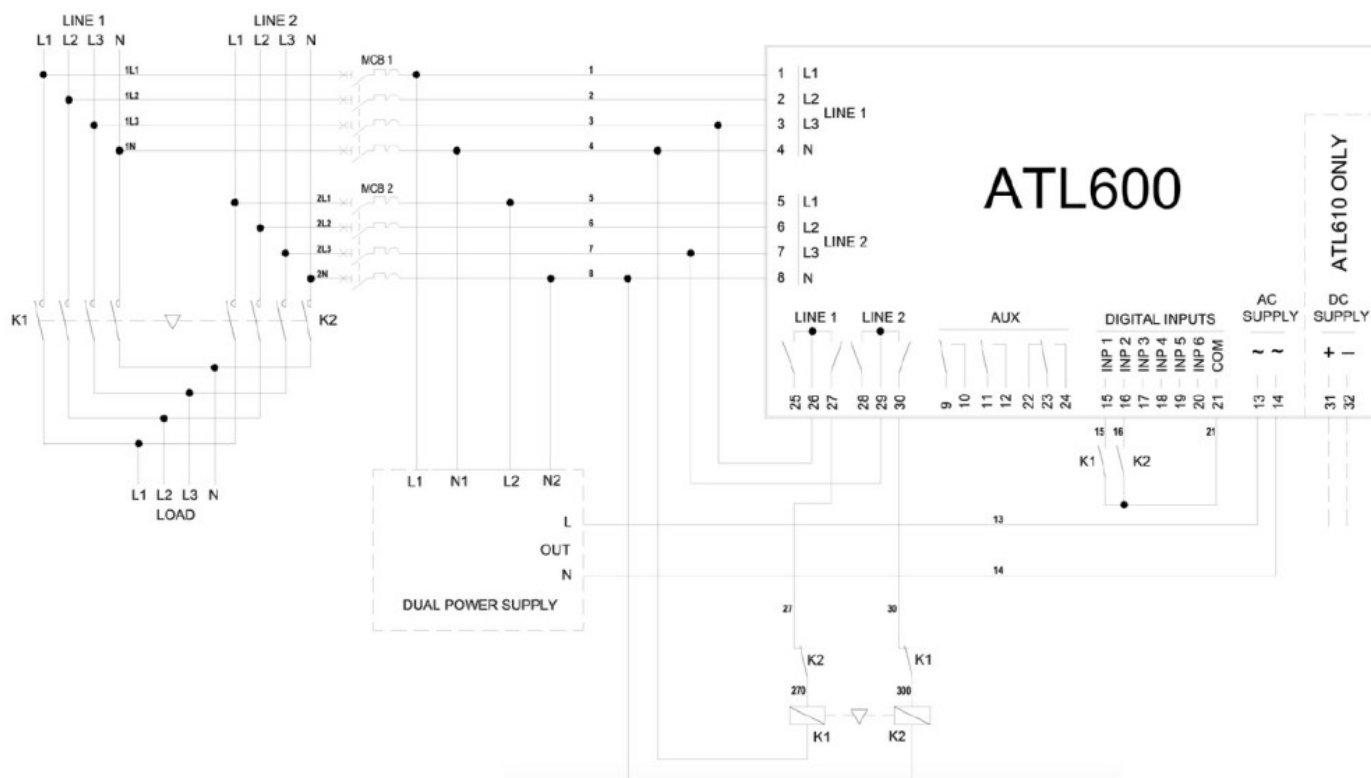 LINE 1 LINE 2
L1 L2 L3 N L1 L2 L3 N
MCB 1
1L1 1 1 L1
1L2 2 2 L2
LINE 1
1L3 3 3 L3
1N 4 4 N
ATL600
ATL610 ONLY
MCB 2
2L1 5 5 L1
2L2 6 6 L2
LINE 2
2L3 7 7 L3
2N 8 8 N
K1 K2
LINE 1 LINE 2 AUX DIGITAL INPUTS AC SUPPLY DC SUPPLY
INP 1 INP 2 INP 3 INP 4 INP 5 INP 6 COM ~ ~ + –
25 26 27 28 29 30 9 10 11 12 22 23 24 15 16 17 18 19 20 21 13 14 31 32
15 16 21
K1 K2
L1 L2 L3 N
LOAD
L1 N1 L2 N2
L 13
OUT
N 14
DUAL POWER SUPPLY
27 30
K2 K1
270 300
K1 K2